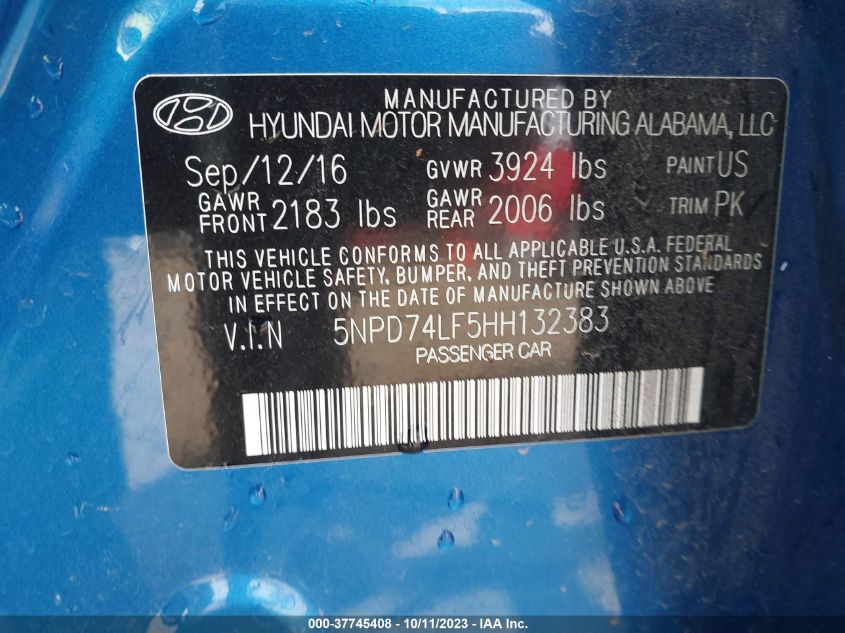 MANUFACTURED BY
HYUNDAI MOTOR MANUFACTURING ALABAMA, LLC
Sep/12/16 GVWR 3924 lbs PAINT US
GAWR FRONT 2183 lbs GAWR REAR 2006 lbs TRIM PK
THIS VEHICLE CONFORMS TO ALL APPLICABLE U.S.A. FEDERAL
MOTOR VEHICLE SAFETY, BUMPER, AND THEFT PREVENTION STANDARDS
IN EFFECT ON THE DATE OF MANUFACTURE SHOWN ABOVE
V.I.N 5NPD74LF5HH132383
PASSENGER CAR
000-37745408 - 10/11/2023 - IAA Inc.